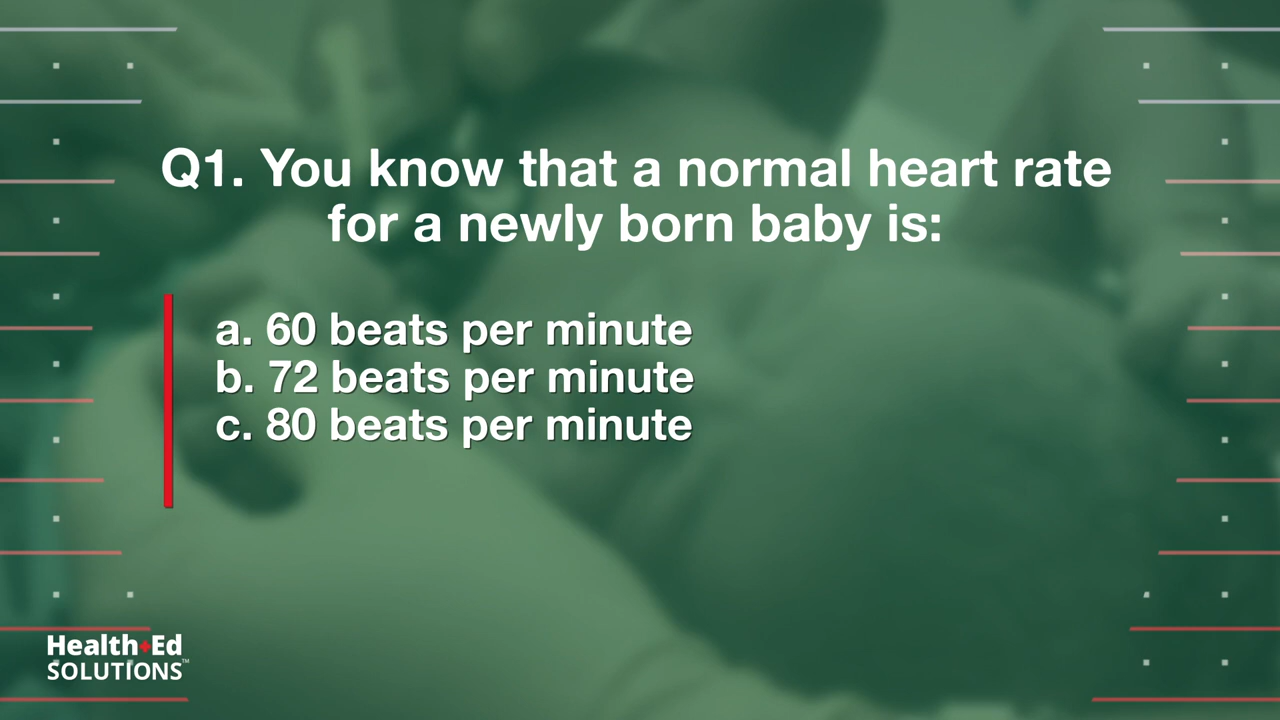 Q1. You know that a normal heart rate
for a newly born baby is:
a. 60 beats per minute
b. 72 beats per minute
c. 80 beats per minute
Health+Ed
SOLUTIONS™